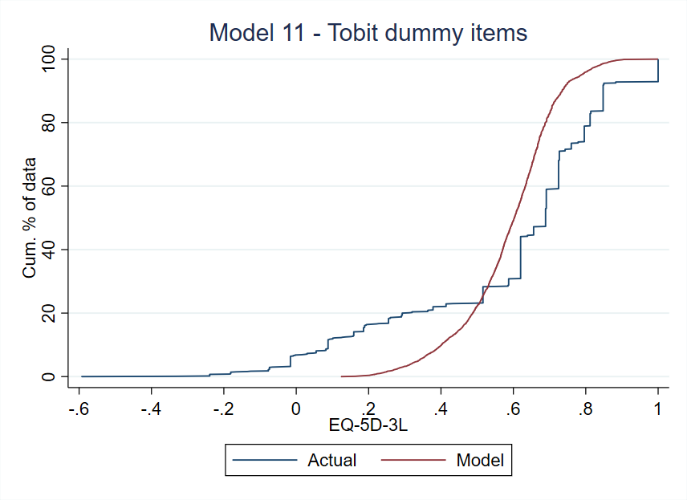 Model 11 - Tobit dummy items
Cum. % of data
100
80
60
40
20
0
-.6 -.4 -.2 0 .2 .4 .6 .8 1
EQ-5D-3L
Actual Model